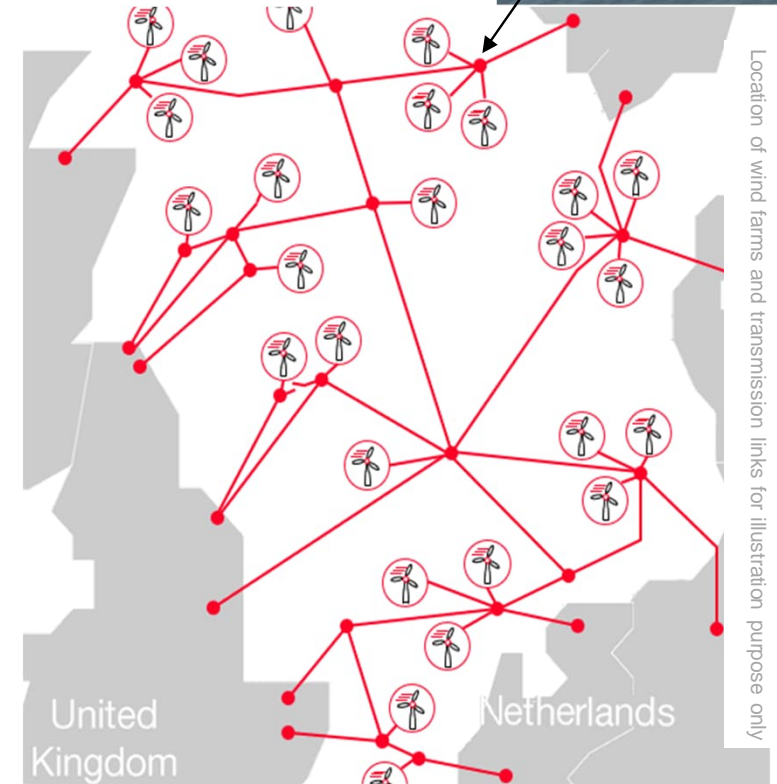 Location of wind farms and transmission links for illustration purpose only
United
Kingdom
Netherlands